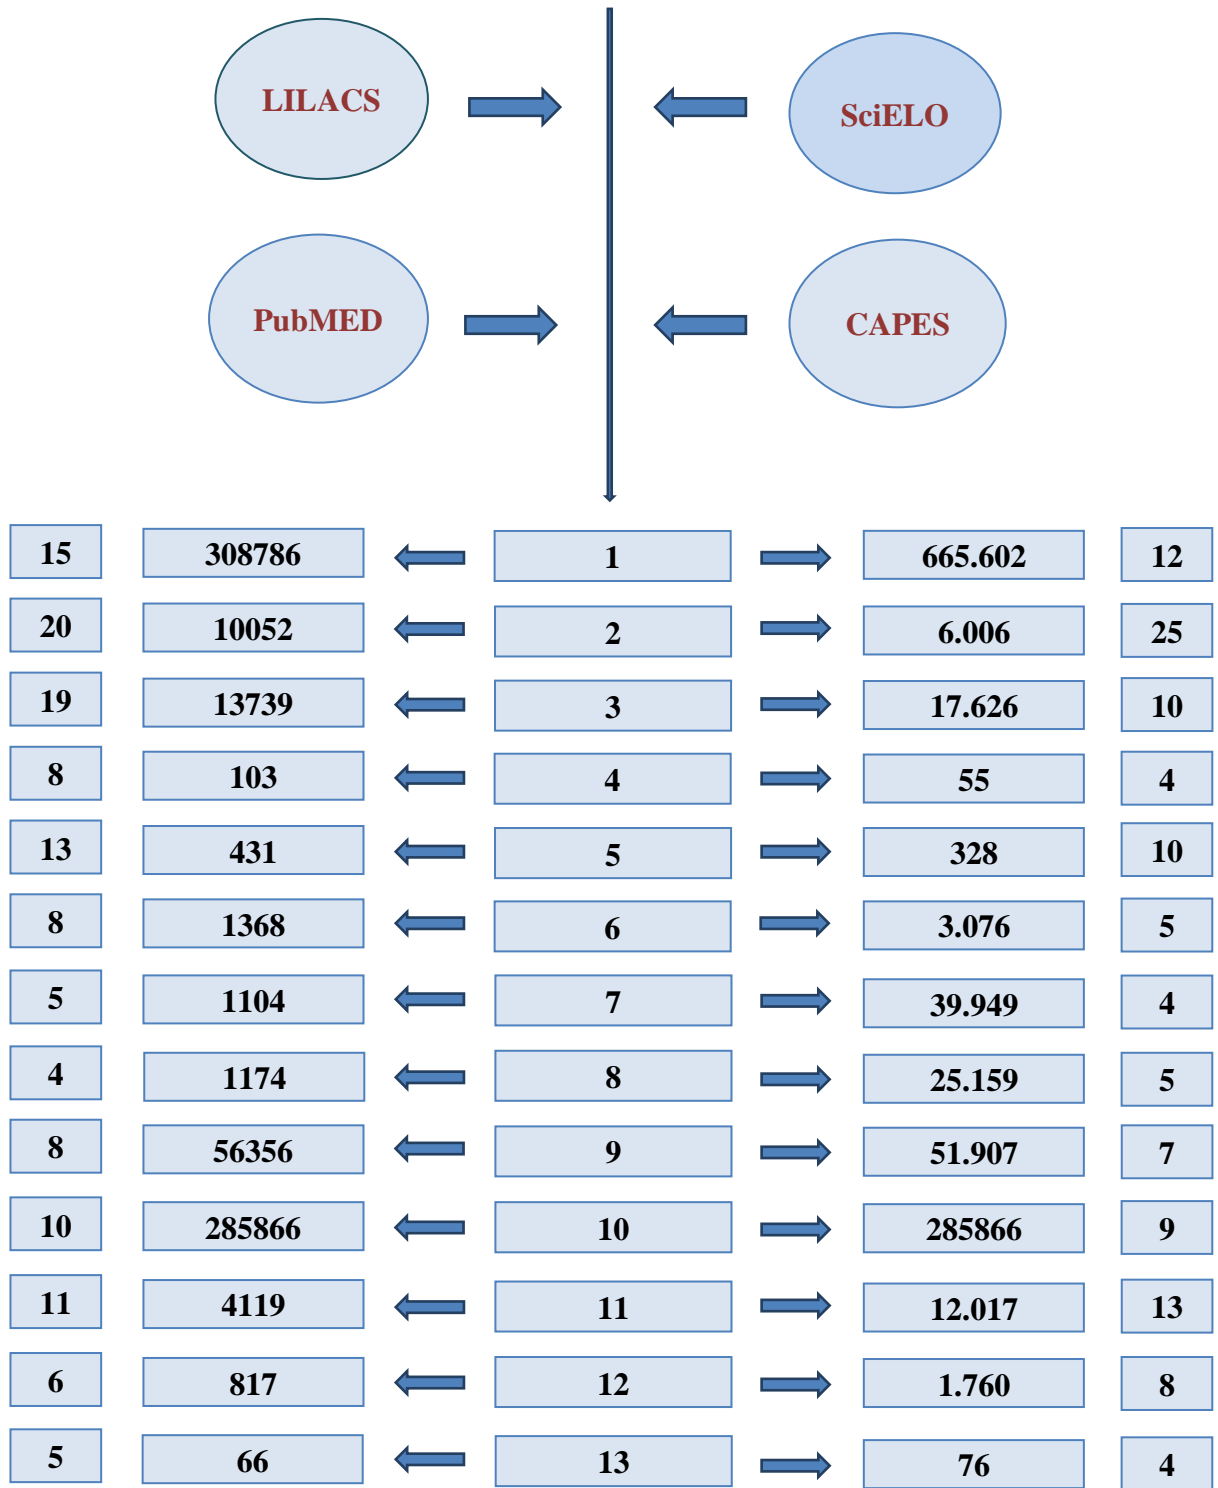 LILACS
SciELO
PubMED
CAPES
15 308786 1 665.602 12
20 10052 2 6.006 25
19 13739 3 17.626 10
8 103 4 55 4
13 431 5 328 10
8 1368 6 3.076 5
5 1104 7 39.949 4
4 1174 8 25.159 5
8 56356 9 51.907 7
10 285866 10 285866 9
11 4119 11 12.017 13
6 817 12 1.760 8
5 66 13 76 4